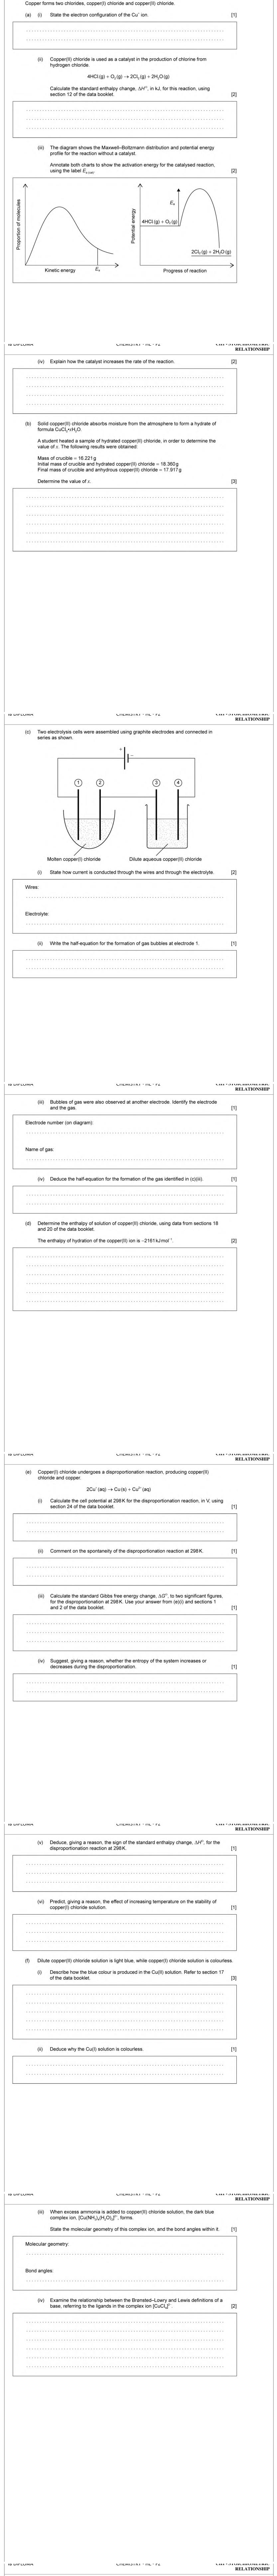 Copper forms two chlorides, copper(I) chloride and copper(II) chloride.
(a) (i) State the electron configuration of the Cu⁺ ion. [1]
(ii) Copper(II) chloride is used as a catalyst in the production of chlorine from
hydrogen chloride.
4HCl (g) + O₂ (g) → 2Cl₂ (g) + 2H₂O (g)
Calculate the standard enthalpy change, ΔH⦵, in kJ, for this reaction, using
section 12 of the data booklet. [2]
(iii) The diagram shows the Maxwell–Boltzmann distribution and potential energy
profile for the reaction without a catalyst.
Annotate both charts to show the activation energy for the catalysed reaction,
using the label Eₐ (cat). [2]
Proportion of molecules
Kinetic energy
Eₐ
Potential energy
Eₐ
4HCl (g) + O₂ (g)
2Cl₂ (g) + 2H₂O (g)
Progress of reaction
RELATIONSHIP
(iv) Explain how the catalyst increases the rate of the reaction. [2]
(b) Solid copper(II) chloride absorbs moisture from the atmosphere to form a hydrate of
formula CuCl₂•xH₂O.
A student heated a sample of hydrated copper(II) chloride, in order to determine the
value of x. The following results were obtained:
Mass of crucible = 16.221 g
Initial mass of crucible and hydrated copper(II) chloride = 18.360 g
Final mass of crucible and anhydrous copper(II) chloride = 17.917 g
Determine the value of x. [3]
RELATIONSHIP
(c) Two electrolysis cells were assembled using graphite electrodes and connected in
series as shown.
+ –
1 2 3 4
Molten copper(I) chloride Dilute aqueous copper(II) chloride
(i) State how current is conducted through the wires and through the electrolyte. [2]
Wires:
Electrolyte:
(ii) Write the half-equation for the formation of gas bubbles at electrode 1. [1]
RELATIONSHIP
(iii) Bubbles of gas were also observed at another electrode. Identify the electrode
and the gas. [1]
Electrode number (on diagram):
Name of gas:
(iv) Deduce the half-equation for the formation of the gas identified in (c)(iii). [1]
(d) Determine the enthalpy of solution of copper(II) chloride, using data from sections 18
and 20 of the data booklet.
The enthalpy of hydration of the copper(II) ion is −2161 kJ mol⁻¹. [2]
RELATIONSHIP
(e) Copper(I) chloride undergoes a disproportionation reaction, producing copper(II)
chloride and copper.
2Cu⁺ (aq) → Cu (s) + Cu²⁺ (aq)
(i) Calculate the cell potential at 298 K for the disproportionation reaction, in V, using
section 24 of the data booklet. [1]
(ii) Comment on the spontaneity of the disproportionation reaction at 298 K. [1]
(iii) Calculate the standard Gibbs free energy change, ΔG⦵, to two significant figures,
for the disproportionation at 298 K. Use your answer from (e)(i) and sections 1
and 2 of the data booklet. [1]
(iv) Suggest, giving a reason, whether the entropy of the system increases or
decreases during the disproportionation. [1]
RELATIONSHIP
(v) Deduce, giving a reason, the sign of the standard enthalpy change, ΔH⦵, for the
disproportionation reaction at 298 K. [1]
(vi) Predict, giving a reason, the effect of increasing temperature on the stability of
copper(I) chloride solution. [1]
(f) Dilute copper(II) chloride solution is light blue, while copper(I) chloride solution is colourless.
(i) Describe how the blue colour is produced in the Cu(II) solution. Refer to section 17
of the data booklet. [3]
(ii) Deduce why the Cu(I) solution is colourless. [1]
RELATIONSHIP
(iii) When excess ammonia is added to copper(II) chloride solution, the dark blue
complex ion, [Cu(NH₃)₄(H₂O)₂]²⁺, forms.
State the molecular geometry of this complex ion, and the bond angles within it. [1]
Molecular geometry:
Bond angles:
(iv) Examine the relationship between the Brønsted–Lowry and Lewis definitions of a
base, referring to the ligands in the complex ion [CuCl₄]²⁻. [2]
RELATIONSHIP